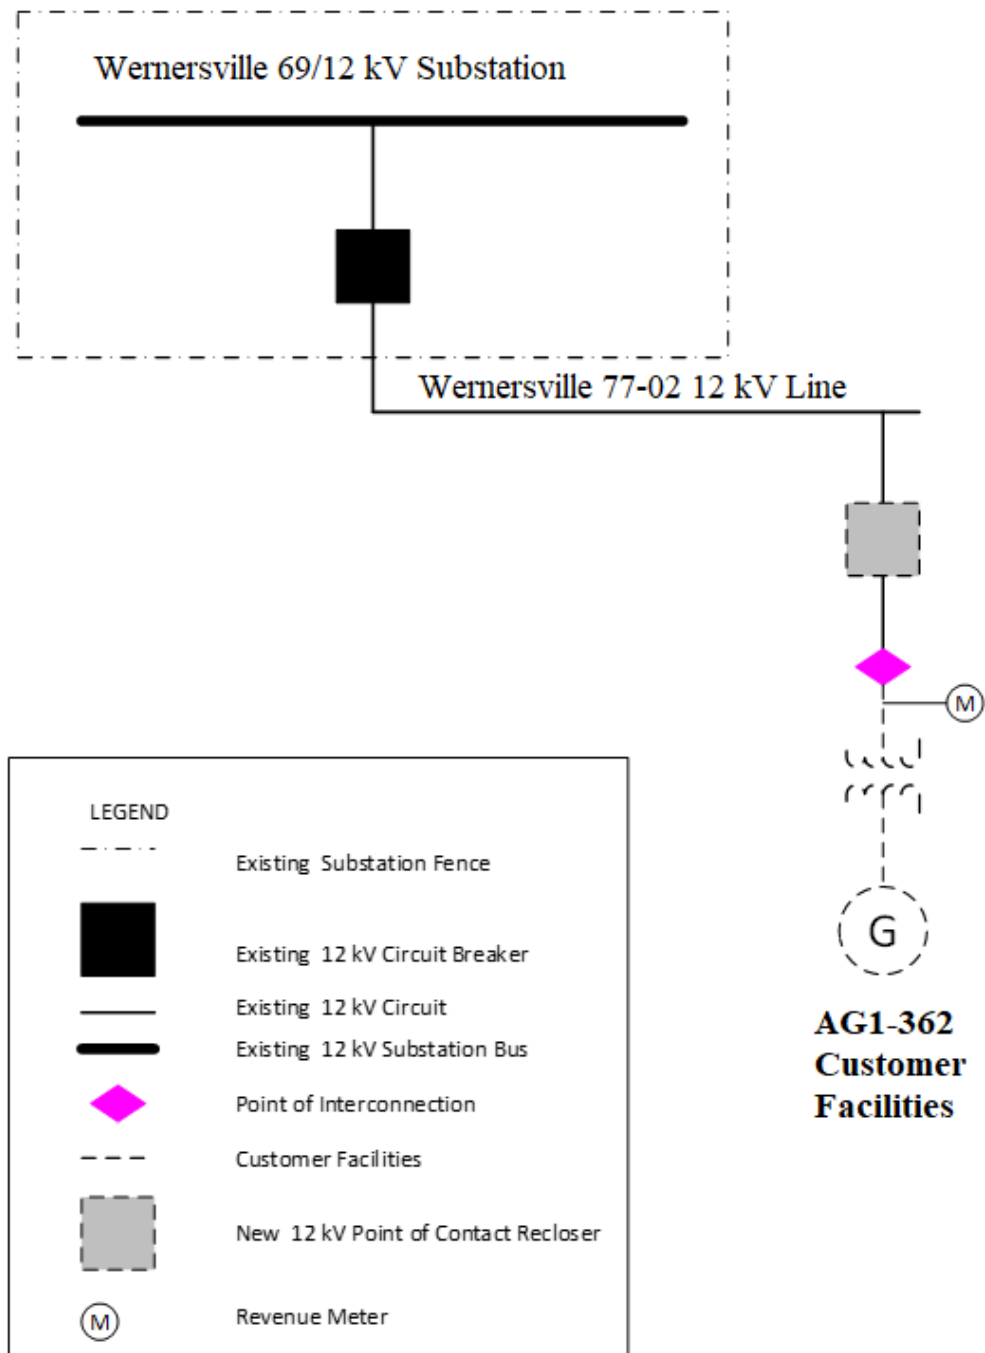 Wernersville 69/12 kV Substation
Wernersville 77-02 12 kV Line
M
G
AG1-362
Customer
Facilities
LEGEND
Existing Substation Fence
Existing 12 kV Circuit Breaker
Existing 12 kV Circuit
Existing 12 kV Substation Bus
Point of Interconnection
Customer Facilities
New 12 kV Point of Contact Recloser
M Revenue Meter